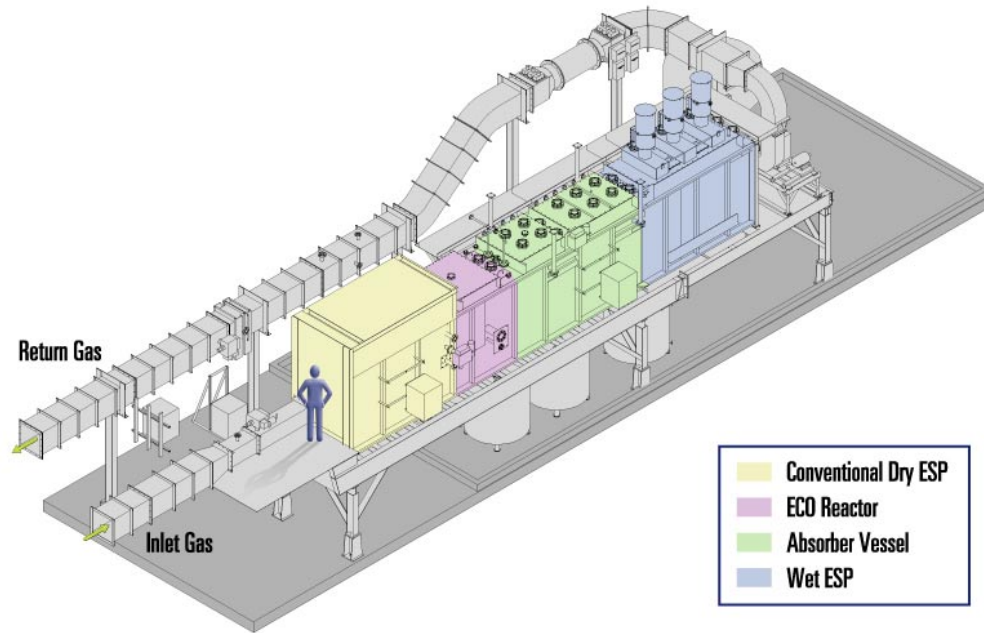 Return Gas
Inlet Gas
Conventional Dry ESP
ECO Reactor
Absorber Vessel
Wet ESP